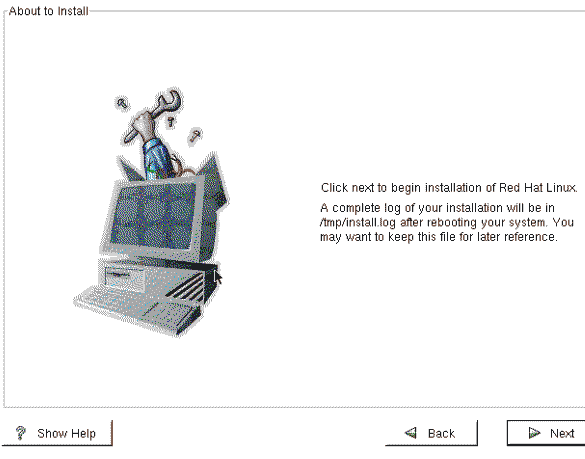 About to Install
Click next to begin installation of Red Hat Linux.
A complete log of your installation will be in
/tmp/install.log after rebooting your system. You
may want to keep this file for later reference.
? Show Help
Back
Next